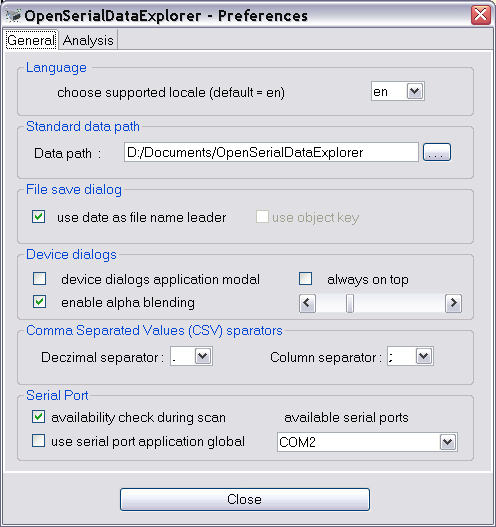 OpenSerialDataExplorer - Preferences
General Analysis
Language
choose supported locale (default = en) en
Standard data path
Data path : D:/Documents/OpenSerialDataExplorer ...
File save dialog
use date as file name leader use object key
Device dialogs
device dialogs application modal always on top
enable alpha blending
Comma Separated Values (CSV) sparators
Deczimal separator : . Column separator : ;
Serial Port
availability check during scan available serial ports
use serial port application global COM2
Close